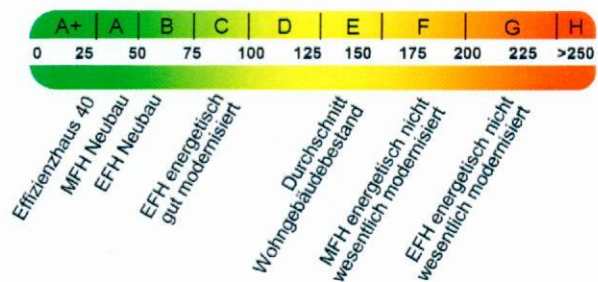 A+ A B C D E F G H
0 25 50 75 100 125 150 175 200 225 >250
Effizienzhaus 40
MFH Neubau
EFH Neubau
EFH energetisch
gut modernisiert
Durchschnitt
Wohngebäudebestand
MFH energetisch nicht
wesentlich modernisiert
EFH energetisch nicht
wesentlich modernisiert